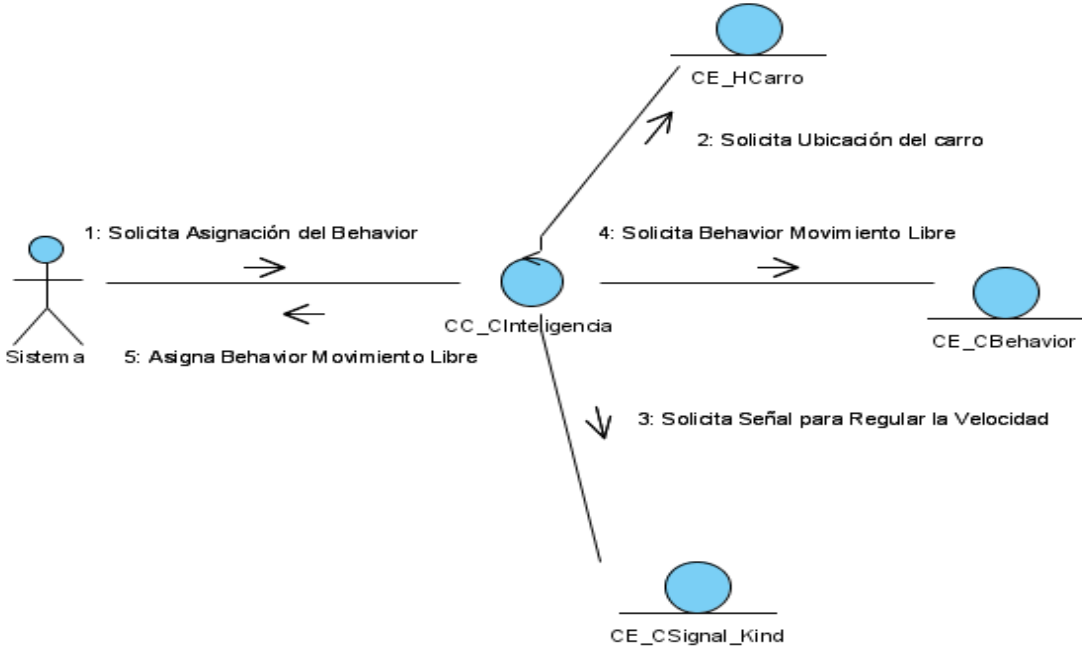 CE_HCarro
2: Solicita Ubicación del carro
1: Solicita Asignación del Behavior
4: Solicita Behavior Movimiento Libre
CC_CInteligencia
Sistema
5: Asigna Behavior Movimiento Libre
CE_CBehavior
3: Solicita Señal para Regular la Velocidad
CE_CSignal_Kind